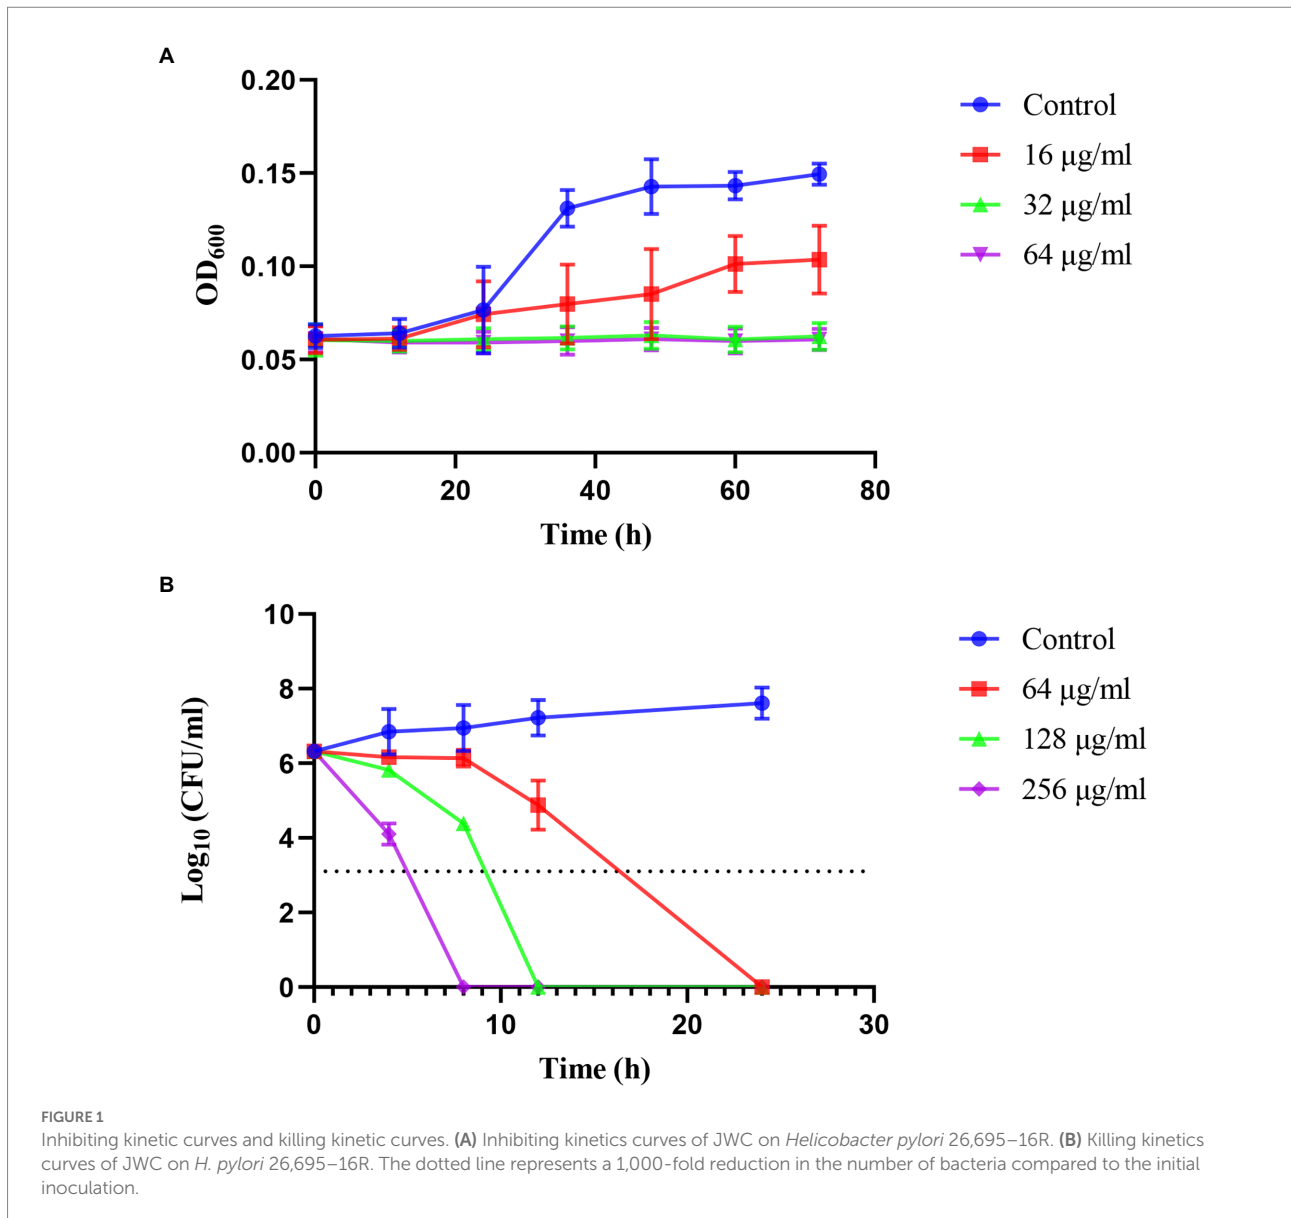 A
0.20
0.15
0.10
0.05
0.00
OD600
0 20 40 60 80
Time (h)
Control
16 μg/ml
32 μg/ml
64 μg/ml
B
10
8
6
4
2
0
Log10 (CFU/ml)
0 10 20 30
Time (h)
Control
64 μg/ml
128 μg/ml
256 μg/ml
FIGURE 1
Inhibiting kinetic curves and killing kinetic curves. (A) Inhibiting kinetics curves of JWC on Helicobacter pylori 26,695–16R. (B) Killing kinetics
curves of JWC on H. pylori 26,695–16R. The dotted line represents a 1,000-fold reduction in the number of bacteria compared to the initial
inoculation.